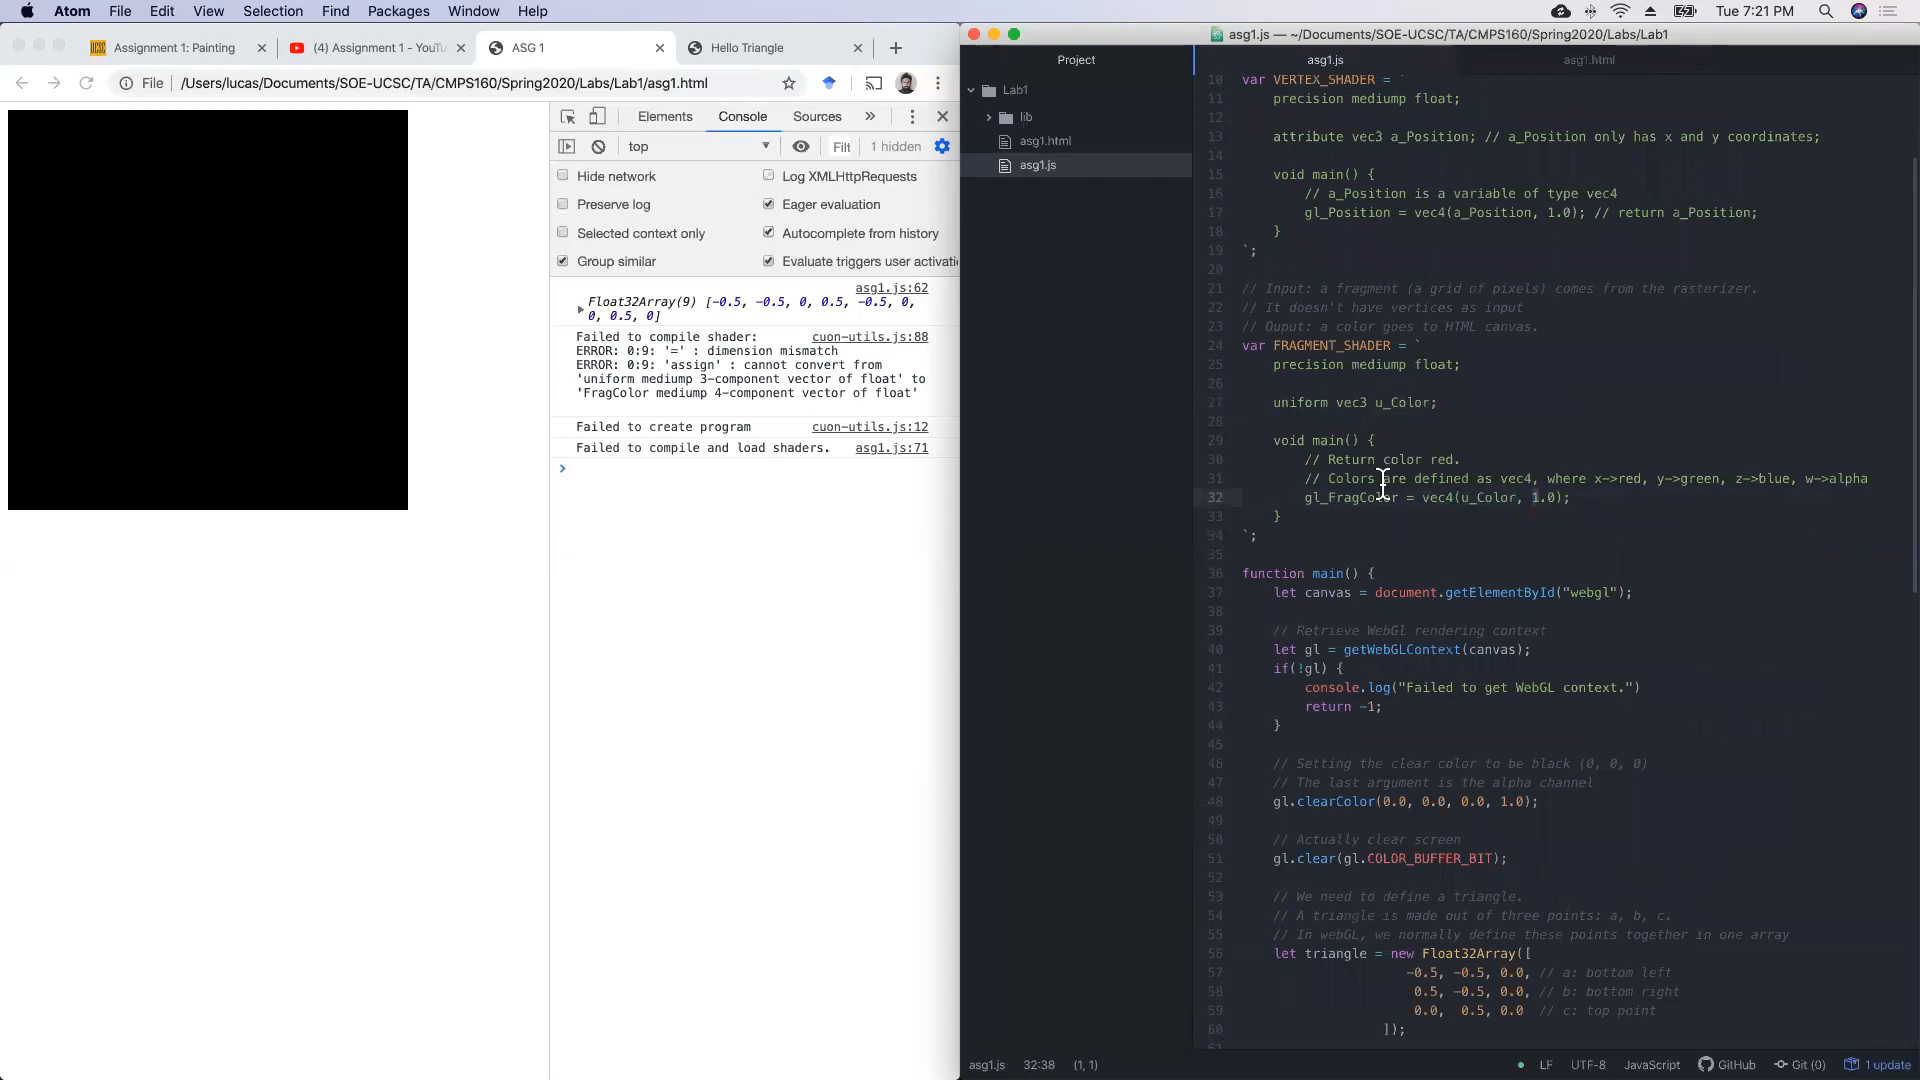 Atom File Edit View Selection Find Packages Window Help
Tue 7:21 PM
Assignment 1: Painting
(4) Assignment 1 - YouTu
ASG 1
Hello Triangle
File /Users/lucas/Documents/SOE-UCSC/TA/CMPS160/Spring2020/Labs/Lab1/asg1.html
Elements Console Sources
top
Filt
1 hidden
Hide network
Log XMLHttpRequests
Preserve log
Eager evaluation
Selected context only
Autocomplete from history
Group similar
Evaluate triggers user activati
asg1.js:62
Float32Array(9) [-0.5, -0.5, 0, 0.5, -0.5, 0,
0, 0.5, 0]
Failed to compile shader: cuon-utils.js:88
ERROR: 0:9: '=' : dimension mismatch
ERROR: 0:9: 'assign' : cannot convert from
'uniform mediump 3-component vector of float' to
'FragColor mediump 4-component vector of float'
Failed to create program cuon-utils.js:12
Failed to compile and load shaders. asg1.js:71
asg1.js — ~/Documents/SOE-UCSC/TA/CMPS160/Spring2020/Labs/Lab1
Project
Lab1
lib
asg1.html
asg1.js
asg1.js
asg1.html
10 var VERTEX_SHADER = `
11 precision mediump float;
12
13 attribute vec3 a_Position; // a_Position only has x and y coordinates;
14
15 void main() {
16 // a_Position is a variable of type vec4
17 gl_Position = vec4(a_Position, 1.0); // return a_Position;
18 }
19 `;
20
21 // Input: a fragment (a grid of pixels) comes from the rasterizer.
22 // It doesn't have vertices as input
23 // Ouput: a color goes to HTML canvas.
24 var FRAGMENT_SHADER = `
25 precision mediump float;
26
27 uniform vec3 u_Color;
28
29 void main() {
30 // Return color red.
31 // Colors are defined as vec4, where x->red, y->green, z->blue, w->alpha
32 gl_FragColor = vec4(u_Color, 1.0);
33 }
34 `;
35
36 function main() {
37 let canvas = document.getElementById("webgl");
38
39 // Retrieve WebGl rendering context
40 let gl = getWebGLContext(canvas);
41 if(!gl) {
42 console.log("Failed to get WebGL context.")
43 return -1;
44 }
45
46 // Setting the clear color to be black (0, 0, 0)
47 // The last argument is the alpha channel
48 gl.clearColor(0.0, 0.0, 0.0, 1.0);
49
50 // Actually clear screen
51 gl.clear(gl.COLOR_BUFFER_BIT);
52
53 // We need to define a triangle.
54 // A triangle is made out of three points: a, b, c.
55 // In webGL, we normally define these points together in one array
56 let triangle = new Float32Array([
57 -0.5, -0.5, 0.0, // a: bottom left
58 0.5, -0.5, 0.0, // b: bottom right
59 0.0, 0.5, 0.0 // c: top point
60 ]);
61
asg1.js 32:38 (1, 1)
LF UTF-8 JavaScript GitHub Git (0) 1 update